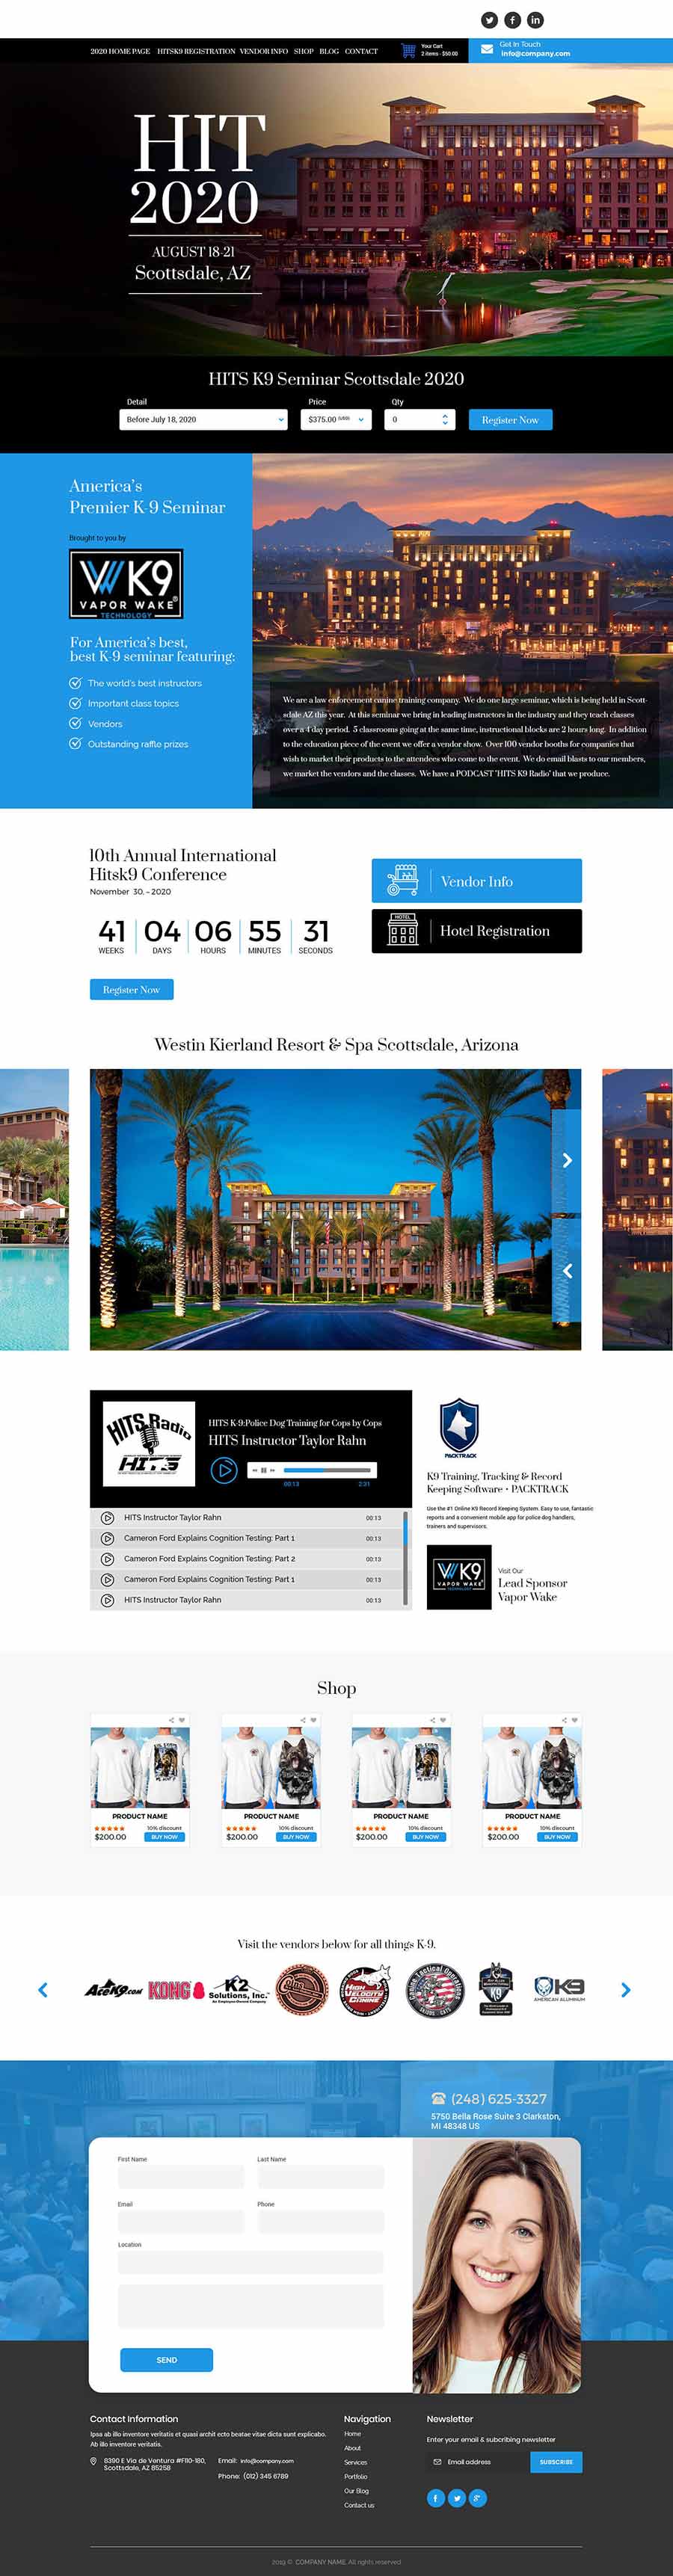 2020 HOME PAGE HITSK9 REGISTRATION VENDOR INFO SHOP BLOG CONTACT
Your Cart
2 items - $50.00
Get In Touch
info@company.com
HIT
2020
AUGUST 18-21
Scottsdale, AZ
HITS K9 Seminar Scottsdale 2020
Detail Price Qty
Before July 18, 2020 $375.00 (USD) 0 Register Now
America's
Premier K-9 Seminar
Brought to you by
K9
VAPOR WAKE
TECHNOLOGY
For America's best,
best K-9 seminar featuring:
The world's best instructors
Important class topics
Vendors
Outstanding raffle prizes
We are a law enforcement canine training company. We do one large seminar, which is being held in Scott-
sdale AZ this year. At this seminar we bring in leading instructors in the industry and they teach classes
over a 4 day period. 5 classrooms going at the same time, instructional blocks are 2 hours long. In addition
to the education piece of the event we offer a vendor show. Over 100 vendor booths for companies that
wish to market their products to the attendees who come to the event. We do email blasts to our members,
we market the vendors and the classes. We have a PODCAST "HITS K9 Radio" that we produce.
10th Annual International
Hitsk9 Conference
November 30, - 2020
41 04 06 55 31
WEEKS DAYS HOURS MINUTES SECONDS
Register Now
Vendor Info
HOTEL
Hotel Registration
Westin Kierland Resort & Spa Scottsdale, Arizona
HITS Radio
HITS
HITS K-9:Police Dog Training for Cops by Cops
HITS Instructor Taylor Rahn
00:13 2:31
HITS Instructor Taylor Rahn 00:13
Cameron Ford Explains Cognition Testing: Part 1 00:13
Cameron Ford Explains Cognition Testing: Part 2 00:13
Cameron Ford Explains Cognition Testing: Part 1 00:13
HITS Instructor Taylor Rahn 00:13
PACKTRACK
K9 Training, Tracking & Record
Keeping Software • PACKTRACK
Use the #1 Online K9 Record Keeping System. Easy to use, fantastic
reports and a convenient mobile app for police dog handlers,
trainers and supervisors.
K9
VAPOR WAKE
TECHNOLOGY
Visit Our
Lead Sponsor
Vapor Wake
Shop
PRODUCT NAME PRODUCT NAME PRODUCT NAME PRODUCT NAME
10% discount 10% discount 10% discount 10% discount
$200.00 BUY NOW $200.00 BUY NOW $200.00 BUY NOW $200.00 BUY NOW
Visit the vendors below for all things K-9.
AceK9.com
KONG
K2
Solutions, Inc.
An Employee-Owned Company
HIGH
VELOCITY
CANINE
K9
K9
AMERICAN ALUMINUM
(248) 625-3327
5750 Bella Rose Suite 3 Clarkston,
MI 48348 US
First Name Last Name
Email Phone
Location
SEND
Contact Information
Ipsa ab illo inventore veritatis et quasi archit ecto beatae vitae dicta sunt explicabo.
Ab illo inventore veritatis.
8390 E Via de Ventura #F110-180,
Scottsdale, AZ 85258
Email: info@company.com
Phone: (012) 345 6789
Navigation
Home
About
Services
Portfolio
Our Blog
Contact us
Newsletter
Enter your email & subcribing newsletter
Email address SUBSCRIBE
2019 © COMPANY NAME. All rights reserved